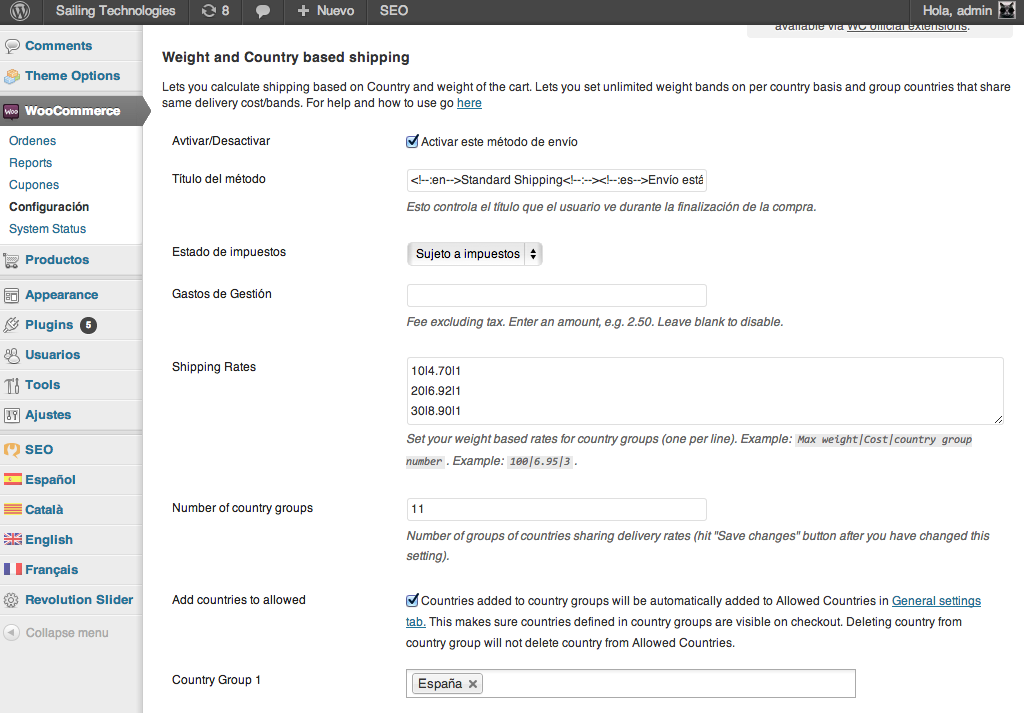 Sailing Technologies 8 + Nuevo SEO Hola, admin
available via WC official extensions.
Comments
Theme Options
WooCommerce
Ordenes
Reports
Cupones
Configuración
System Status
Productos
Appearance
Plugins 5
Usuarios
Tools
Ajustes
SEO
Español
Català
English
Français
Revolution Slider
Collapse menu
Weight and Country based shipping
Lets you calculate shipping based on Country and weight of the cart. Lets you set unlimited weight bands on per country basis and group countries that share
same delivery cost/bands. For help and how to use go here
Avtivar/Desactivar
Activar este método de envío
Título del método
<!--:en-->Standard Shipping<!--:--><!--:es-->Envío está
Esto controla el título que el usuario ve durante la finalización de la compra.
Estado de impuestos
Sujeto a impuestos
Gastos de Gestión
Fee excluding tax. Enter an amount, e.g. 2.50. Leave blank to disable.
Shipping Rates
10|4.70|1
20|6.92|1
30|8.90|1
Set your weight based rates for country groups (one per line). Example: Max weight|Cost|country group
number . Example: 100|6.95|3 .
Number of country groups
11
Number of groups of countries sharing delivery rates (hit "Save changes" button after you have changed this
setting).
Add countries to allowed
Countries added to country groups will be automatically added to Allowed Countries in General settings
tab. This makes sure countries defined in country groups are visible on checkout. Deleting country from
country group will not delete country from Allowed Countries.
Country Group 1
España ×